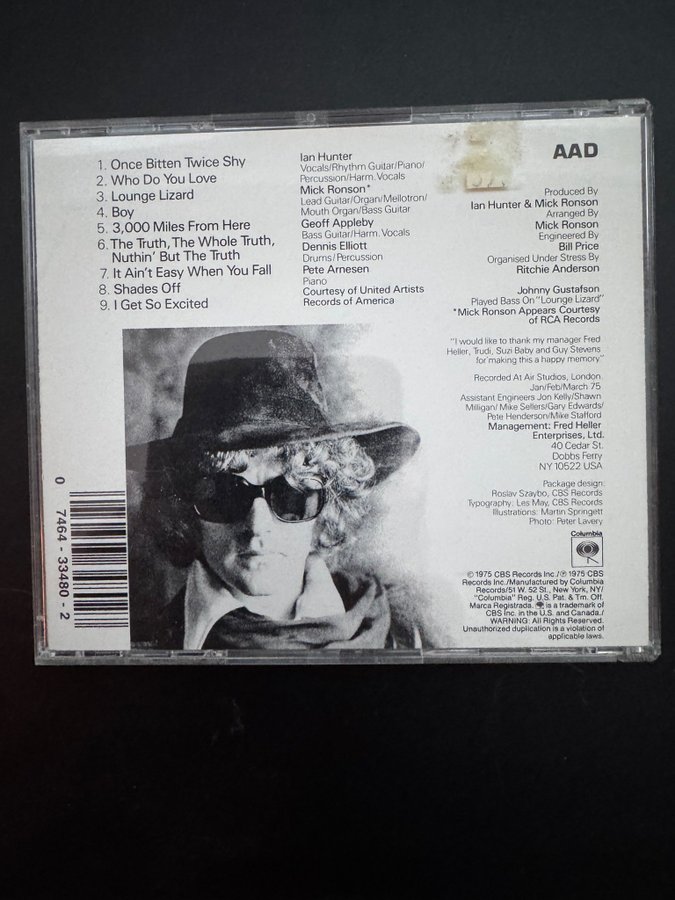 1. Once Bitten Twice Shy
2. Who Do You Love
3. Lounge Lizard
4. Boy
5. 3,000 Miles From Here
6. The Truth, The Whole Truth,
Nuthin' But The Truth
7. It Ain't Easy When You Fall
8. Shades Off
9. I Get So Excited
Ian Hunter
Vocals/Rhythm Guitar/Piano/
Percussion/Harm. Vocals
Mick Ronson*
Lead Guitar/Organ/Mellotron/
Mouth Organ/Bass Guitar
Geoff Appleby
Bass Guitar/Harm. Vocals
Dennis Elliott
Drums/Percussion
Pete Arnesen
Piano
Courtesy of United Artists
Records of America
AAD
Produced By
Ian Hunter & Mick Ronson
Arranged By
Mick Ronson
Engineered By
Bill Price
Organised Under Stress By
Ritchie Anderson
Johnny Gustafson
Played Bass On "Lounge Lizard"
*Mick Ronson Appears Courtesy
of RCA Records
"I would like to thank my manager Fred
Heller, Trudi, Suzi Baby and Guy Stevens
for making this a happy memory."
Recorded At Air Studios, London.
Jan/Feb/March 75
Assistant Engineers Jon Kelly/Shawn
Milligan/Mike Sellers/Gary Edwards/
Pete Henderson/Mike Stafford
Management: Fred Heller
Enterprises, Ltd.
40 Cedar St.
Dobbs Ferry
NY 10522 USA
Package design:
Roslav Szaybo, CBS Records
Typography: Les May, CBS Records
Illustrations: Martin Springett
Photo: Peter Lavery
Columbia
© 1975 CBS Records Inc./℗ 1975 CBS
Records Inc./Manufactured by Columbia
Records/51 W. 52 St., New York, NY/
"Columbia" Reg. U.S. Pat. & Tm. Off.
Marca Registrada. is a trademark of
CBS Inc. in the U.S. and Canada./
WARNING: All Rights Reserved.
Unauthorized duplication is a violation of
applicable laws.
0 7464-33480-2